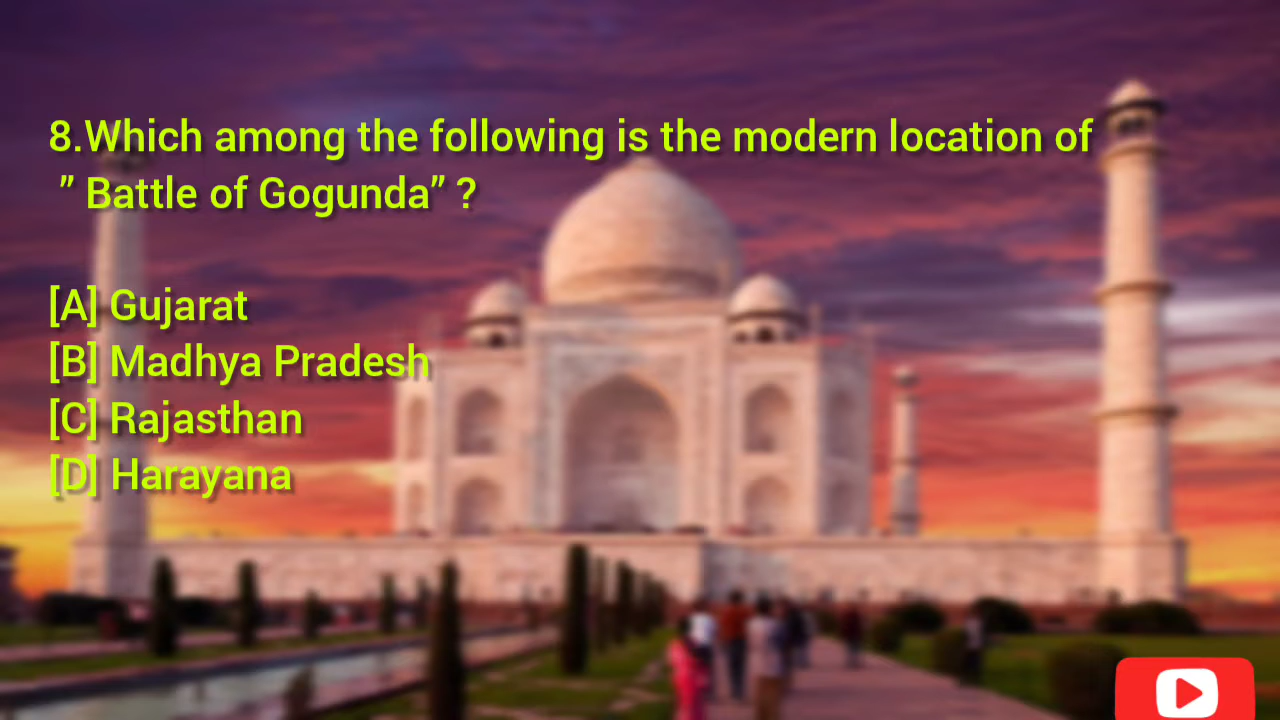 8.Which among the following is the modern location of
” Battle of Gogunda” ?
[A] Gujarat
[B] Madhya Pradesh
[C] Rajasthan
[D] Harayana